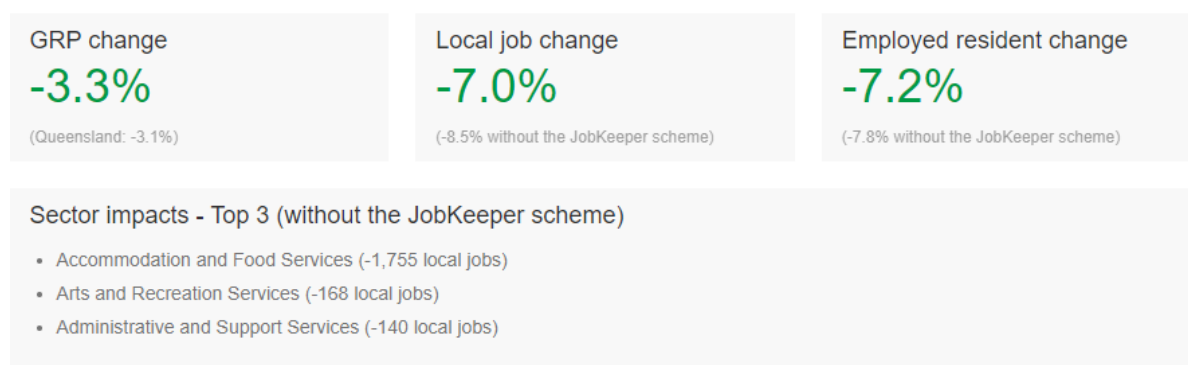 GRP change
-3.3%
(Queensland: -3.1%)
Local job change
-7.0%
(-8.5% without the JobKeeper scheme)
Employed resident change
-7.2%
(-7.8% without the JobKeeper scheme)
Sector impacts - Top 3 (without the JobKeeper scheme)
• Accommodation and Food Services (-1,755 local jobs)
• Arts and Recreation Services (-168 local jobs)
• Administrative and Support Services (-140 local jobs)